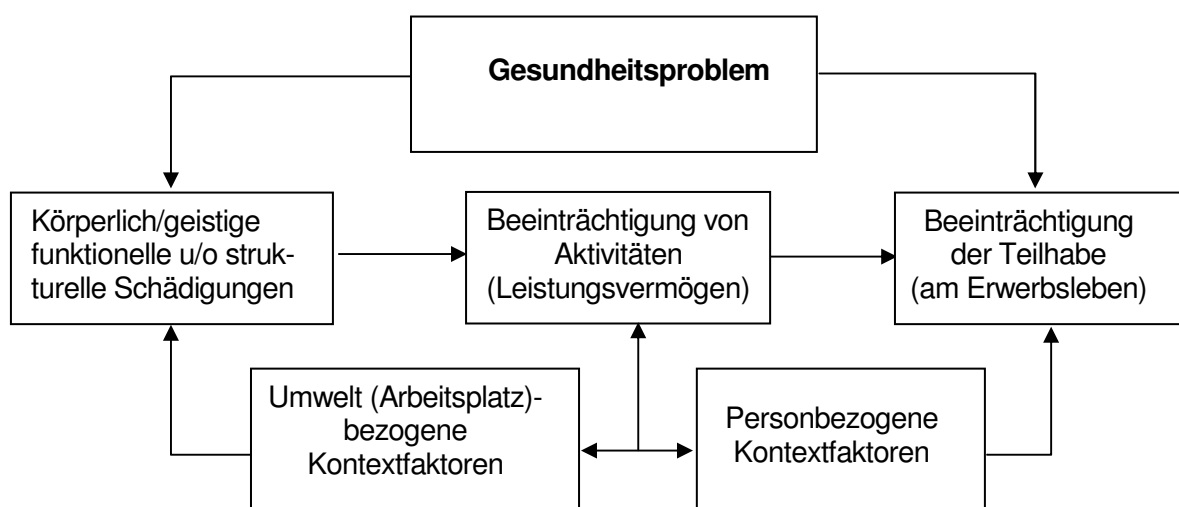 Gesundheitsproblem
Körperlich/geistige
funktionelle u/o struk-
turelle Schädigungen
Beeinträchtigung von
Aktivitäten
(Leistungsvermögen)
Beeinträchtigung
der Teilhabe
(am Erwerbsleben)
Umwelt (Arbeitsplatz)-
bezogene
Kontextfaktoren
Personbezogene
Kontextfaktoren